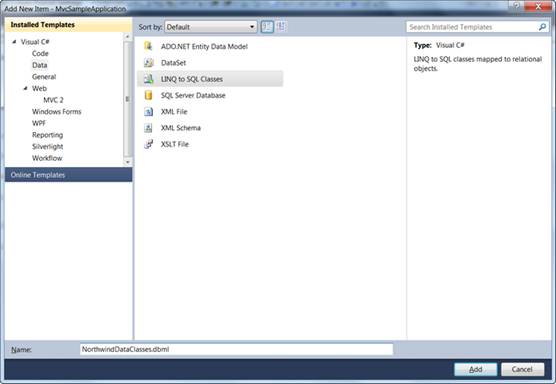 Add New Item - MvcSampleApplication
Installed Templates
Visual C#
Code
Data
General
Web
MVC 2
Windows Forms
WPF
Reporting
Silverlight
Workflow
Online Templates
Sort by: Default
ADO.NET Entity Data Model
DataSet
LINQ to SQL Classes
SQL Server Database
XML File
XML Schema
XSLT File
Search Installed Templates
Type: Visual C#
LINQ to SQL classes mapped to relational
objects.
Name: NorthwindDataClasses.dbml
Add Cancel